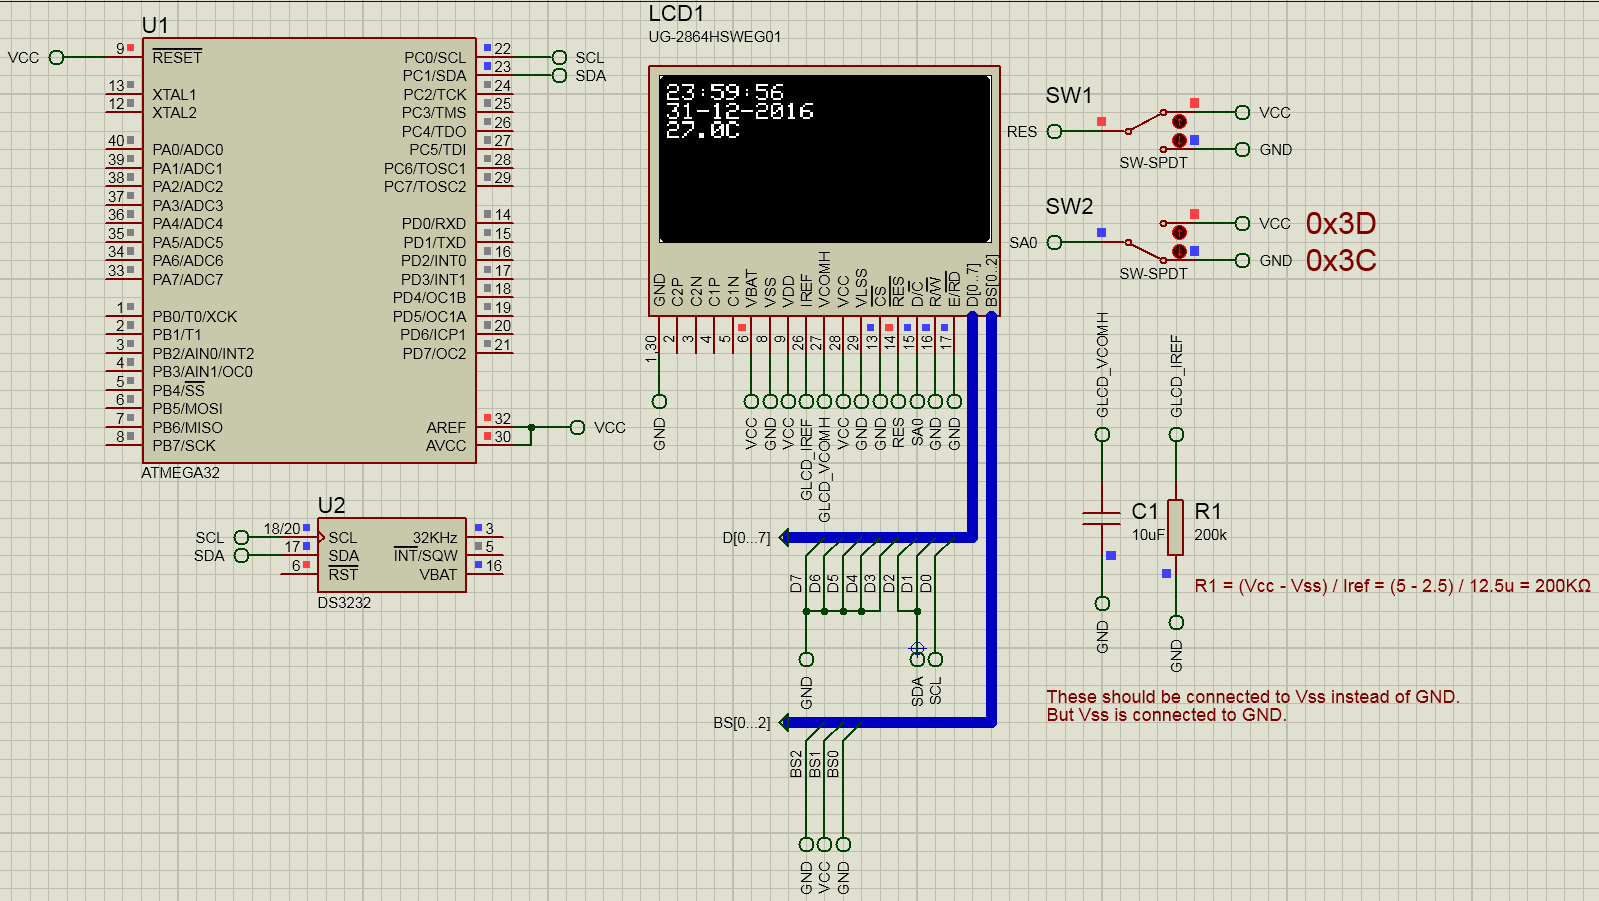 U1
VCC
9
RESET
13
XTAL1
12
XTAL2
40
PA0/ADC0
39
PA1/ADC1
38
PA2/ADC2
37
PA3/ADC3
36
PA4/ADC4
35
PA5/ADC5
34
PA6/ADC6
33
PA7/ADC7
1
PB0/T0/XCK
2
PB1/T1
3
PB2/AIN0/INT2
4
PB3/AIN1/OC0
5
PB4/SS
6
PB5/MOSI
7
PB6/MISO
8
PB7/SCK
PC0/SCL
22
SCL
PC1/SDA
23
SDA
PC2/TCK
24
PC3/TMS
25
PC4/TDO
26
PC5/TDI
27
PC6/TOSC1
28
PC7/TOSC2
29
PD0/RXD
14
PD1/TXD
15
PD2/INT0
16
PD3/INT1
17
PD4/OC1B
18
PD5/OC1A
19
PD6/ICP1
20
PD7/OC2
21
AREF
32
VCC
AVCC
30
ATMEGA32
U2
SCL
18/20
SCL
SDA
17
SDA
6
RST
32KHz
3
INT/SQW
5
VBAT
16
DS3232
LCD1
UG-2864HSWEG01
23:59:56
31-12-2016
27.0C
GND
C2P
C2N
C1P
C1N
VBAT
VSS
VDD
IREF
VCOMH
VCC
VLSS
CS
RES
D/C
R/W
E/RD
D[0..7]
BS[0..2]
1,30
2
3
4
5
6
8
9
26
27
28
29
13
14
15
16
17
GND
VCC
GND
VCC
GLCD_IREF
GLCD_VCOMH
VCC
GND
GND
RES
SA0
GND
GND
D[0...7]
D7
D6
D5
D4
D3
D2
D1
D0
GND
SDA
SCL
BS[0...2]
BS2
BS1
BS0
GND
VCC
GND
SW1
RES
VCC
GND
SW-SPDT
SW2
SA0
VCC
0x3D
GND
0x3C
SW-SPDT
GLCD_VCOMH
GLCD_IREF
C1
10uF
R1
200k
R1 = (Vcc - Vss) / Iref = (5 - 2.5) / 12.5u = 200KΩ
GND
GND
These should be connected to Vss instead of GND.
But Vss is connected to GND.